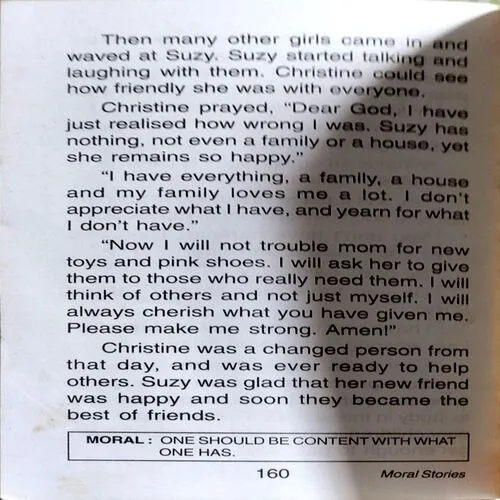 Then many other girls came in and
waved at Suzy. Suzy started talking and
laughing with them. Christine could see
how friendly she was with everyone.
Christine prayed, "Dear God, I have
just realised how wrong I was. Suzy has
nothing, not even a family or a house, yet
she remains so happy."
"I have everything, a family, a house
and my family loves me a lot. I don't
appreciate what I have, and yearn for what
I don't have."
"Now I will not trouble mom for new
toys and pink shoes. I will ask her to give
them to those who really need them. I will
think of others and not just myself. I will
always cherish what you have given me.
Please make me strong. Amen!"
Christine was a changed person from
that day, and was ever ready to help
others. Suzy was glad that her new friend
was happy and soon they became the
best of friends.
MORAL : ONE SHOULD BE CONTENT WITH WHAT
ONE HAS.
160 Moral Stories